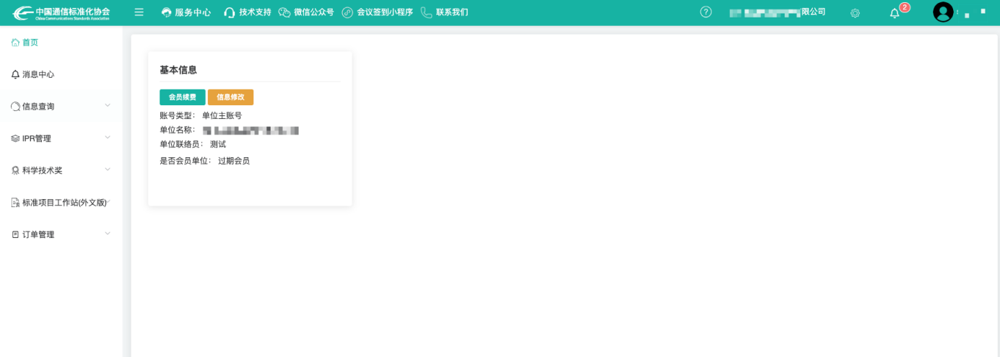 中国通信标准化协会
China Communications Standards Association
服务中心
技术支持
微信公众号
会议签到小程序
联系我们
限公司
2
首页
消息中心
信息查询
IPR管理
科学技术奖
标准项目工作站(外文版)
订单管理
基本信息
会员续费
信息修改
账号类型： 单位主账号
单位名称：
单位联络员： 测试
是否会员单位： 过期会员